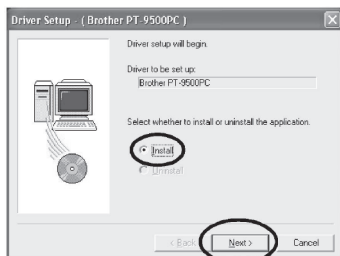 Driver Setup - ( Brother PT-9500PC )
Driver setup will begin.
Driver to be set up:
Brother PT-9500PC
Select whether to install or uninstall the application.
Install
Uninstall
< Back
Next >
Cancel